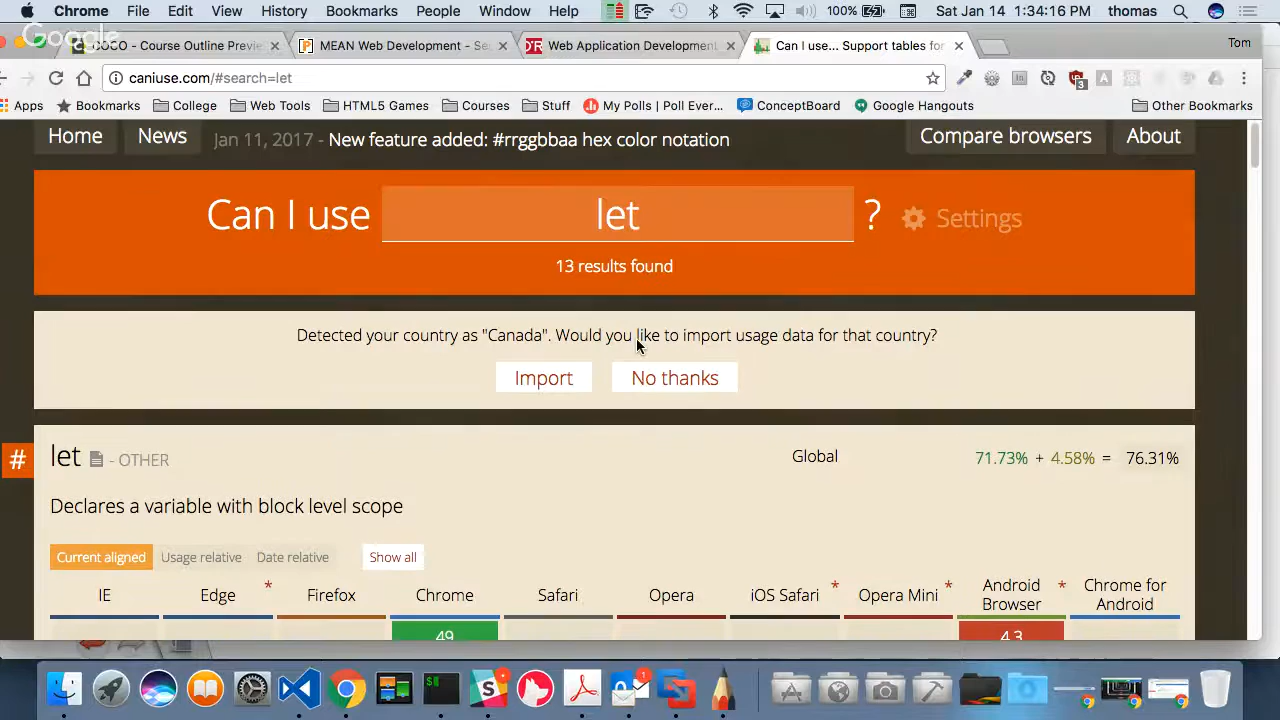 Chrome File Edit View History Bookmarks People Window Help 100% Sat Jan 14 1:34:16 PM thomas
Google
COCO - Course Outline Previe MEAN Web Development - Se Web Application Development Can I use... Support tables for Tom
caniuse.com/#search=let 3
Apps Bookmarks College Web Tools HTML5 Games Courses Stuff My Polls | Poll Ever... ConceptBoard Google Hangouts Other Bookmarks
Home News Jan 11, 2017 - New feature added: #rrggbbaa hex color notation Compare browsers About
Can I use let ? Settings
13 results found
Detected your country as "Canada". Would you like to import usage data for that country?
Import No thanks
# let - OTHER Global 71.73% + 4.58% = 76.31%
Declares a variable with block level scope
Current aligned Usage relative Date relative Show all
IE Edge * Firefox Chrome Safari Opera iOS Safari * Opera Mini * Android Browser * Chrome for Android
49 4.3